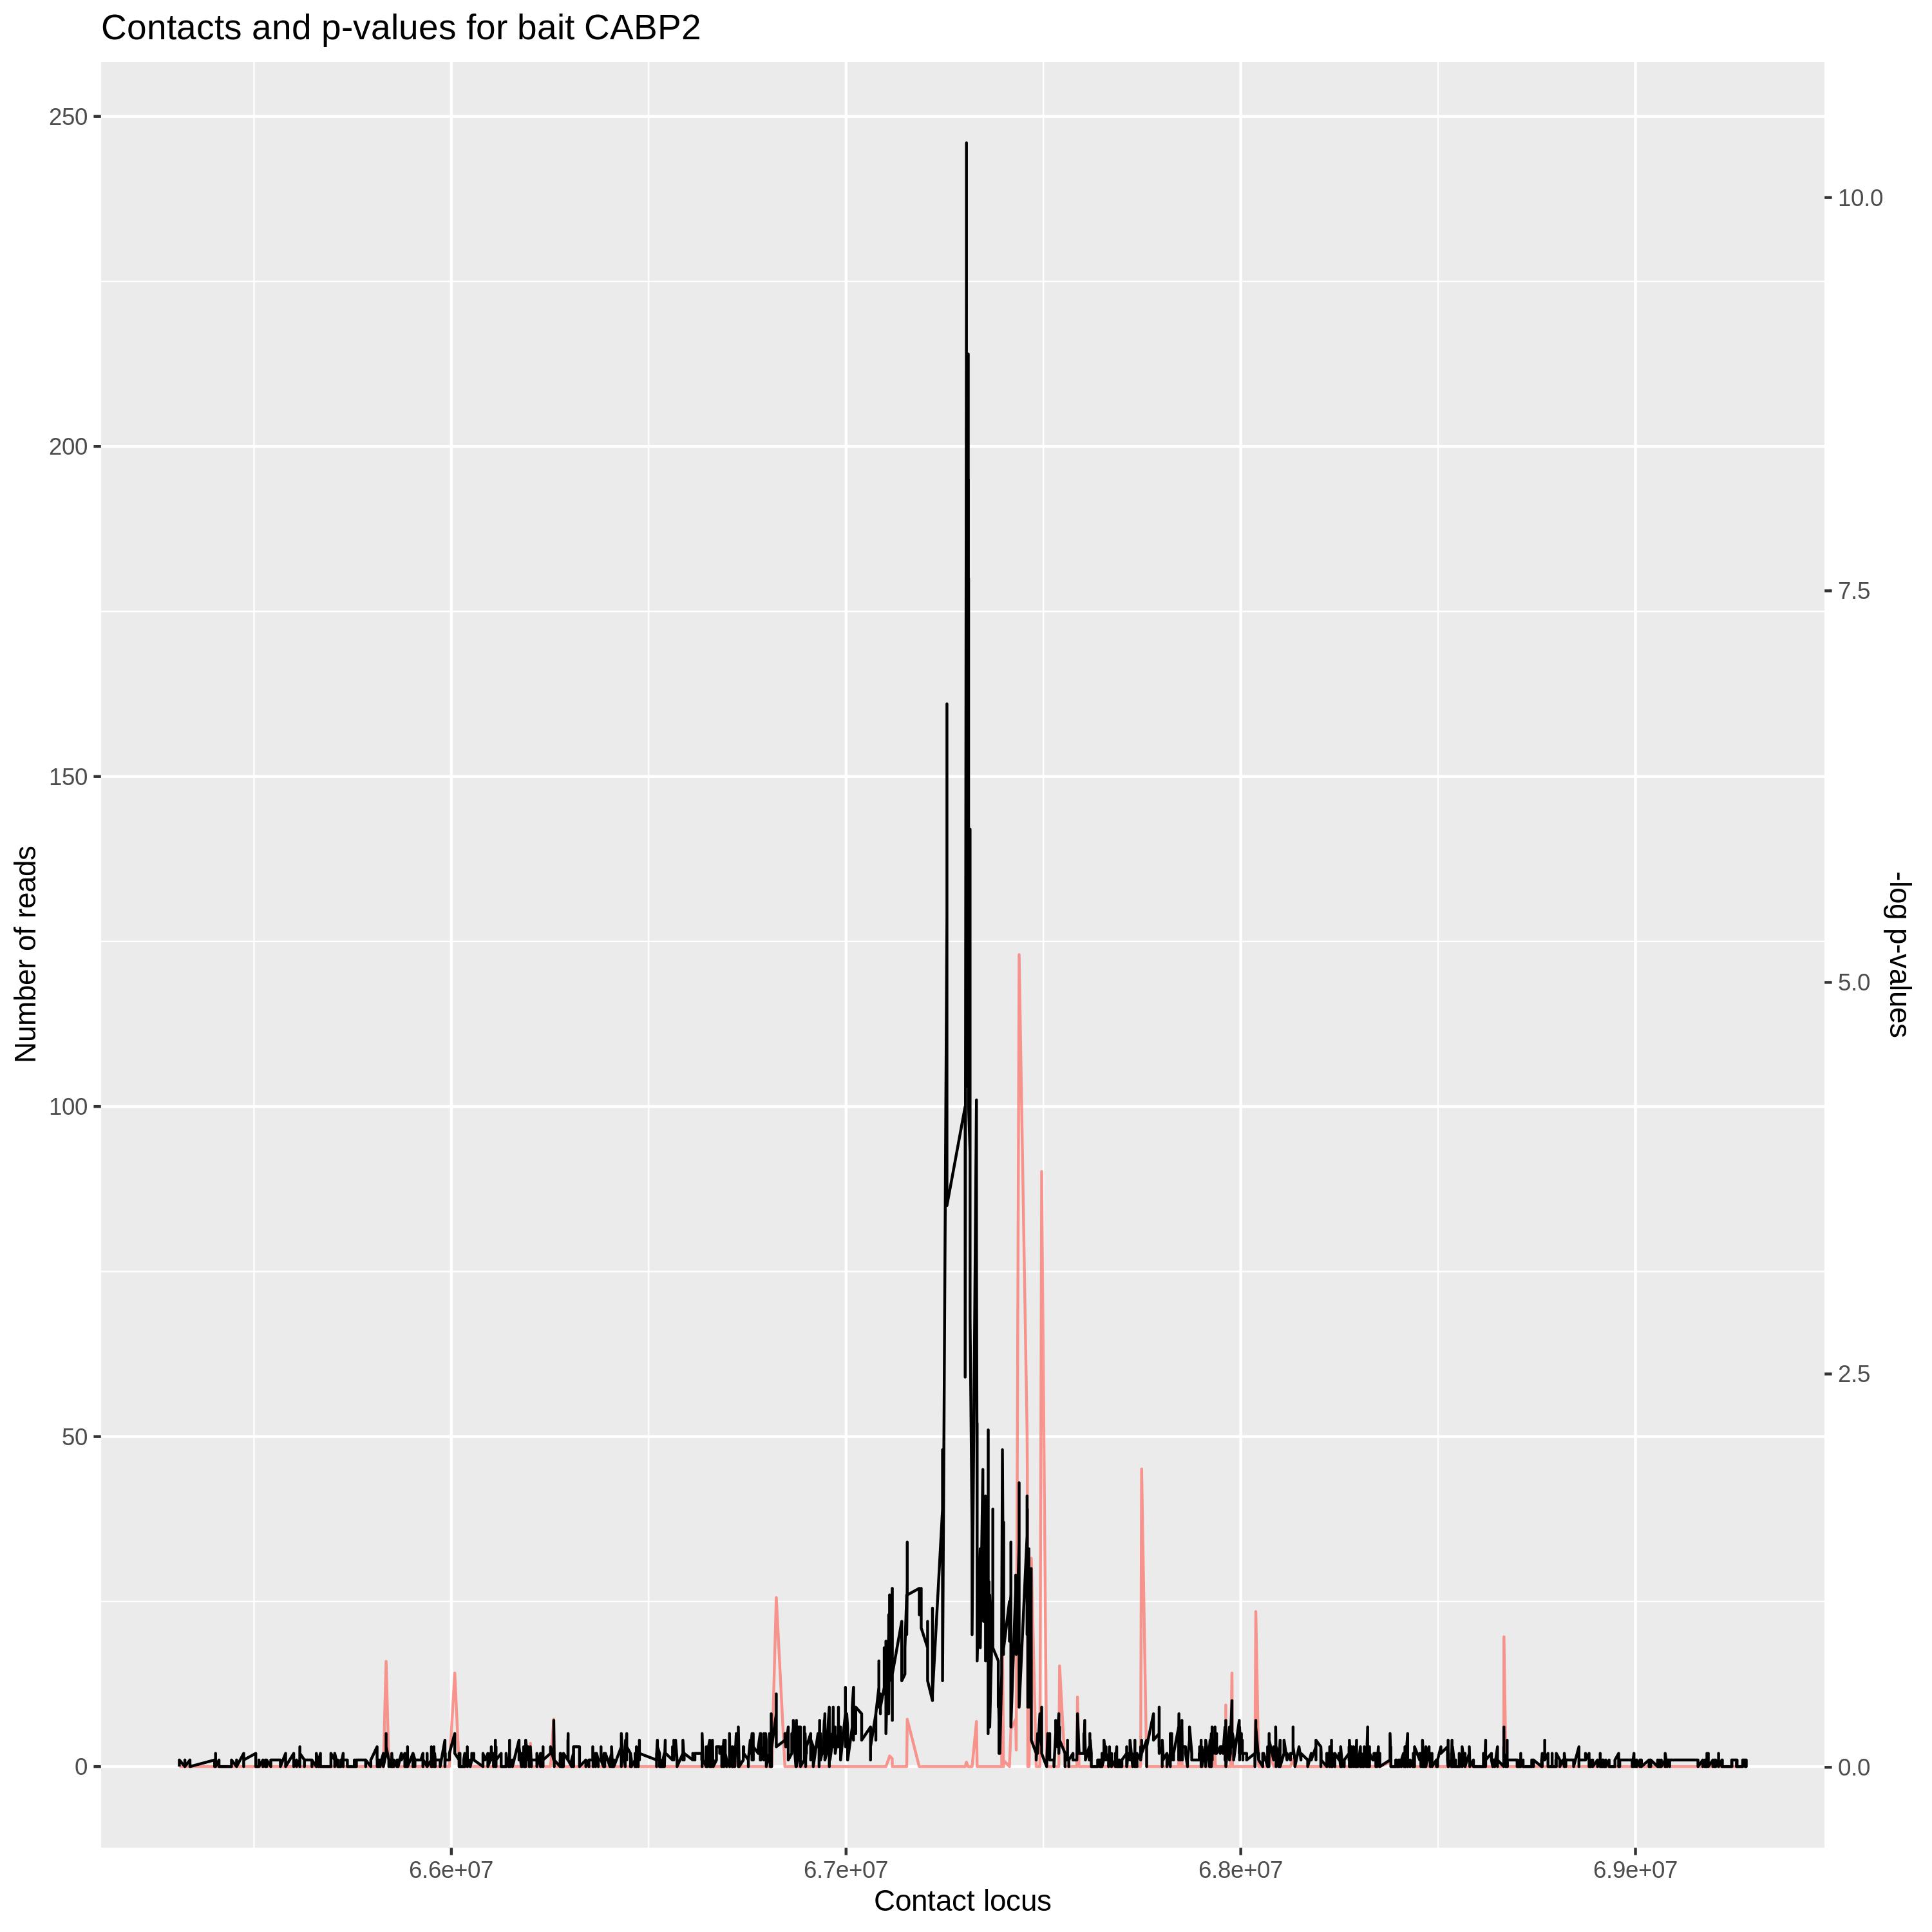 Contacts and p-values for bait CABP2
250
200
150
100
50
0
Number of reads
10.0
7.5
5.0
2.5
0.0
-log p-values
6.6e+07
6.7e+07
6.8e+07
6.9e+07
Contact locus